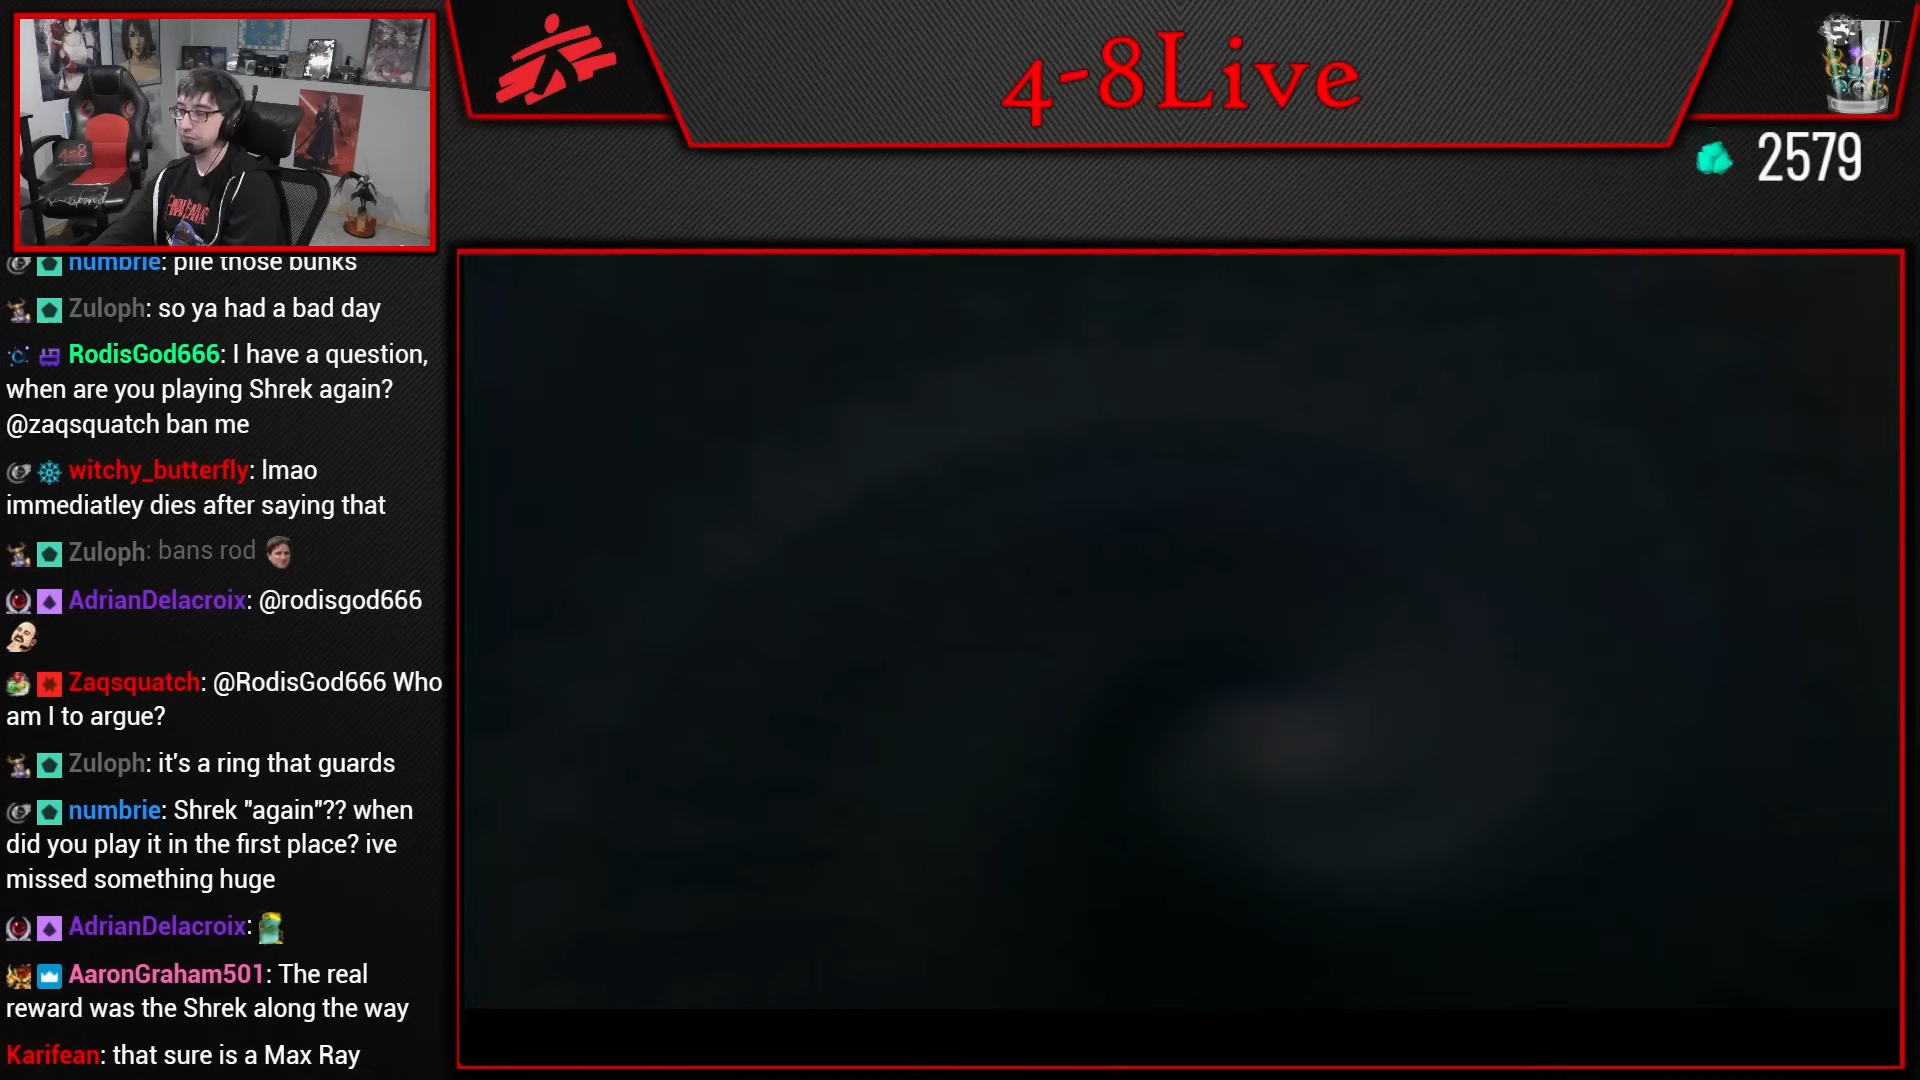 4-8Live
2579
numbrie: pile those bunks
Zuloph: so ya had a bad day
RodisGod666: I have a question,
when are you playing Shrek again?
@zaqsquatch ban me
witchy_butterfly: lmao
immediatley dies after saying that
Zuloph: bans rod
AdrianDelacroix: @rodisgod666
Zaqsquatch: @RodisGod666 Who
am I to argue?
Zuloph: it's a ring that guards
numbrie: Shrek "again"?? when
did you play it in the first place? ive
missed something huge
AdrianDelacroix:
AaronGraham501: The real
reward was the Shrek along the way
Karifean: that sure is a Max Ray
4-8